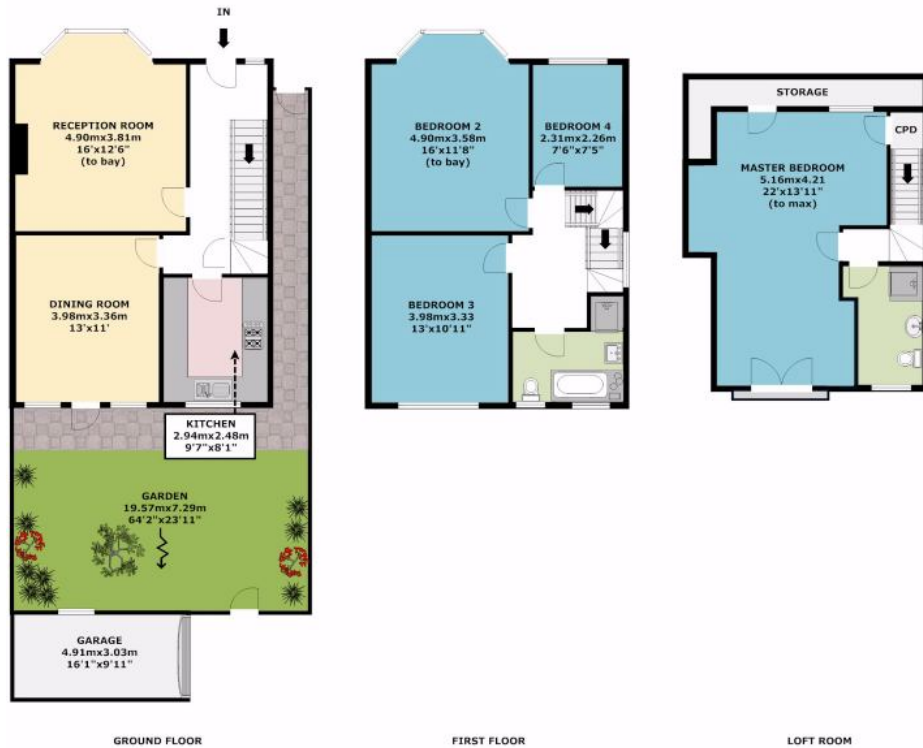 IN
RECEPTION ROOM
4.90mx3.81m
16'x12'6"
(to bay)
DINING ROOM
3.98mx3.36m
13'x11'
KITCHEN
2.94mx2.48m
9'7"x8'1"
GARDEN
19.57mx7.29m
64'2"x23'11"
GARAGE
4.91mx3.03m
16'1"x9'11"
GROUND FLOOR
BEDROOM 2
4.90mx3.58m
16'x11'8"
(to bay)
BEDROOM 4
2.31mx2.26m
7'6"x7'5"
BEDROOM 3
3.98mx3.33
13'x10'11"
FIRST FLOOR
STORAGE
CPD
MASTER BEDROOM
5.16mx4.21
22'x13'11"
(to max)
LOFT ROOM